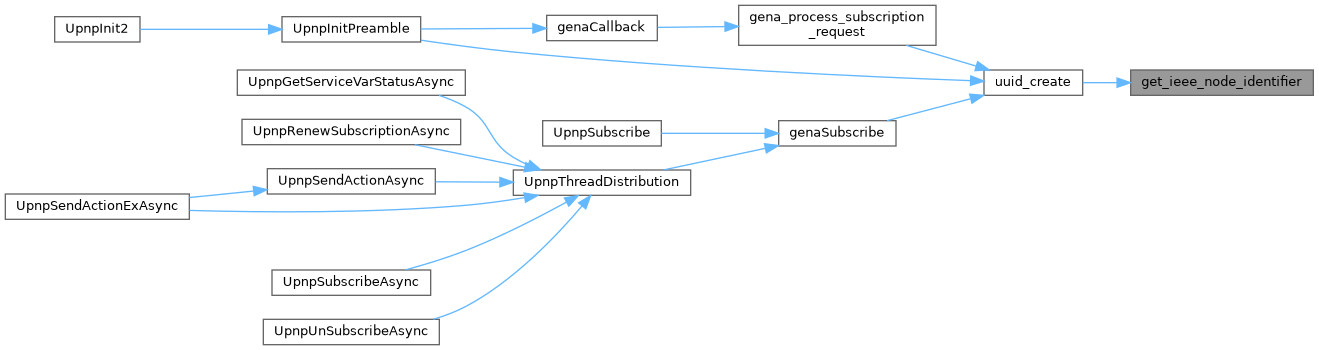 gena_process_subscription
_request
UpnpInit2
UpnpInitPreamble
genaCallback
UpnpGetServiceVarStatusAsync
uuid_create
get_ieee_node_identifier
UpnpRenewSubscriptionAsync
UpnpSubscribe
genaSubscribe
UpnpSendActionAsync
UpnpThreadDistribution
UpnpSendActionExAsync
UpnpSubscribeAsync
UpnpUnSubscribeAsync